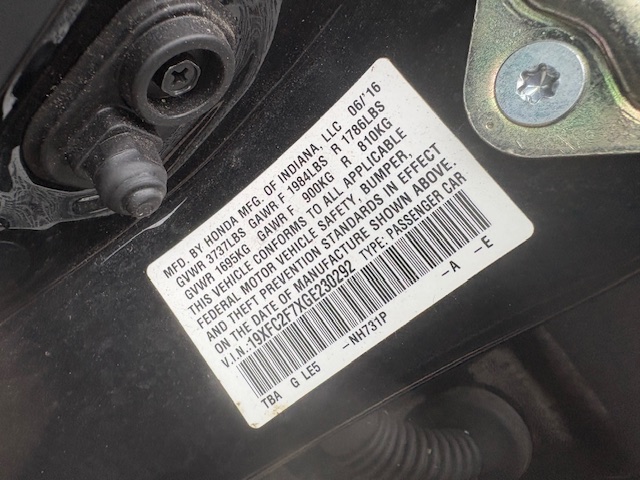 MFD. BY HONDA MFG. OF INDIANA, LLC 06/'16
GVWR 3737LBS GAWR F 1984LBS R 1786LBS
GVWR 1695KG GAWR F 900KG R 810KG
THIS VEHICLE CONFORMS TO ALL APPLICABLE
FEDERAL MOTOR VEHICLE SAFETY, BUMPER,
AND THEFT PREVENTION STANDARDS IN EFFECT
ON THE DATE OF MANUFACTURE SHOWN ABOVE.
V.I.N.:19XFC2F7XGE230292 TYPE: PASSENGER CAR
TBA G LE5 -NH731P -A -E